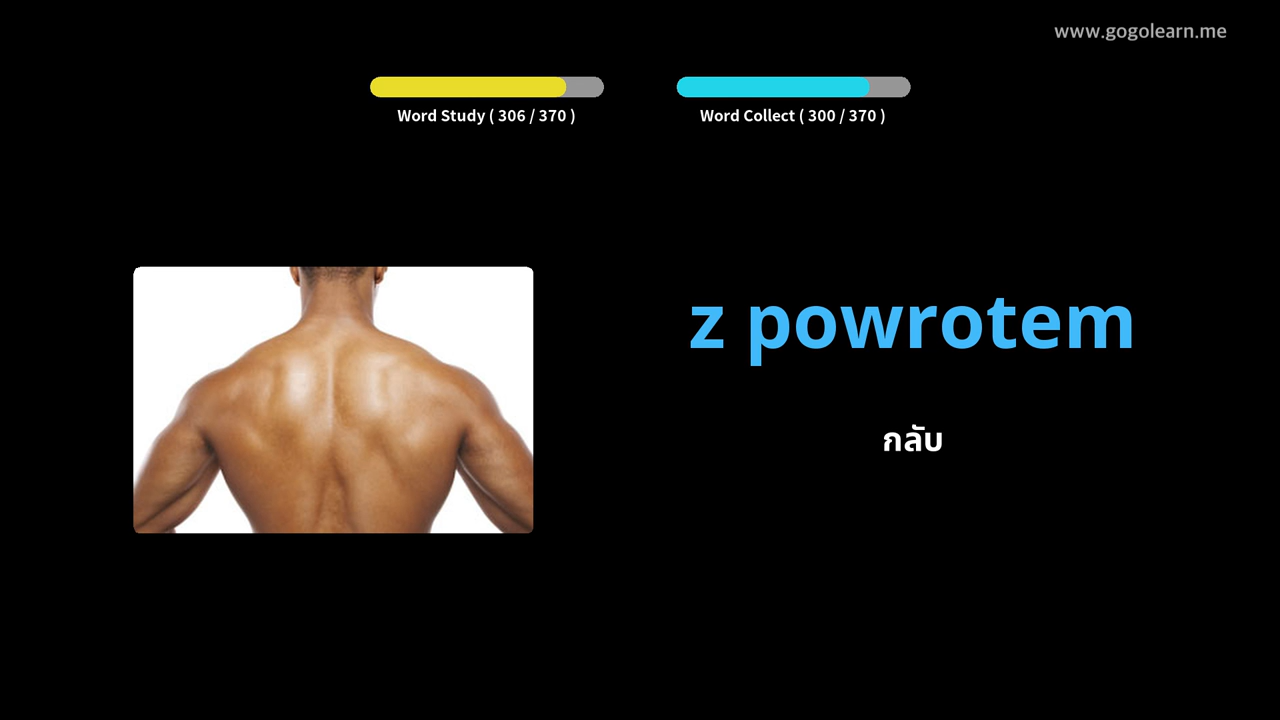 www.gogolearn.me
Word Study ( 306 / 370 )
Word Collect ( 300 / 370 )
z powrotem
กลับ